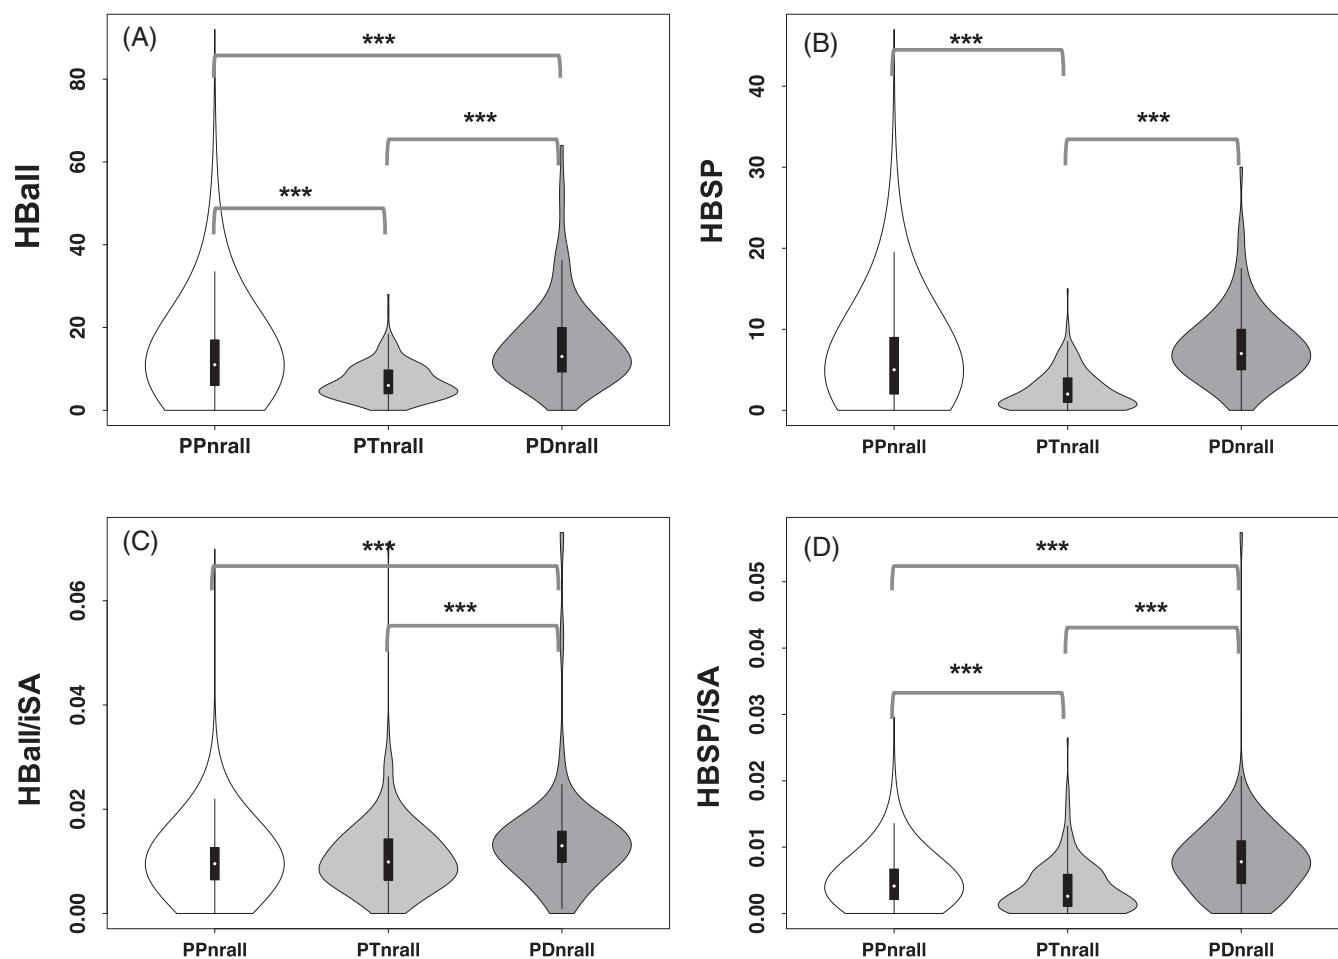 (A)
HBall
80
60
40
20
0
***
***
***
PPnrall PTnrall PDnrall
(B)
HBSP
40
30
20
10
0
***
***
PPnrall PTnrall PDnrall
(C)
HBall/iSA
0.06
0.04
0.02
0.00
***
***
PPnrall PTnrall PDnrall
(D)
HBSP/iSA
0.05
0.04
0.03
0.02
0.01
0.00
***
***
***
PPnrall PTnrall PDnrall